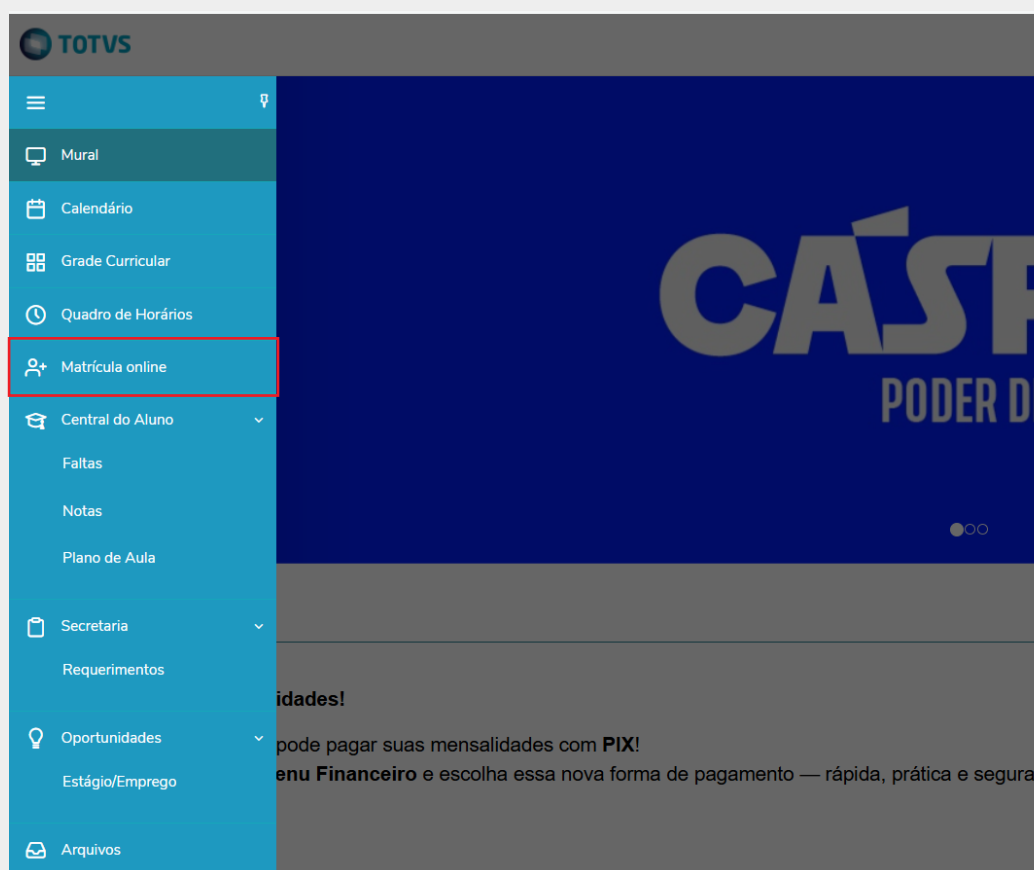 TOTVS
Mural
Calendário
Grade Curricular
Quadro de Horários
Matrícula online
Central do Aluno
Faltas
Notas
Plano de Aula
Secretaria
Requerimentos
Oportunidades
Estágio/Emprego
Arquivos
CÁSP
PODER D
idades!
pode pagar suas mensalidades com PIX!
enu Financeiro e escolha essa nova forma de pagamento — rápida, prática e segura